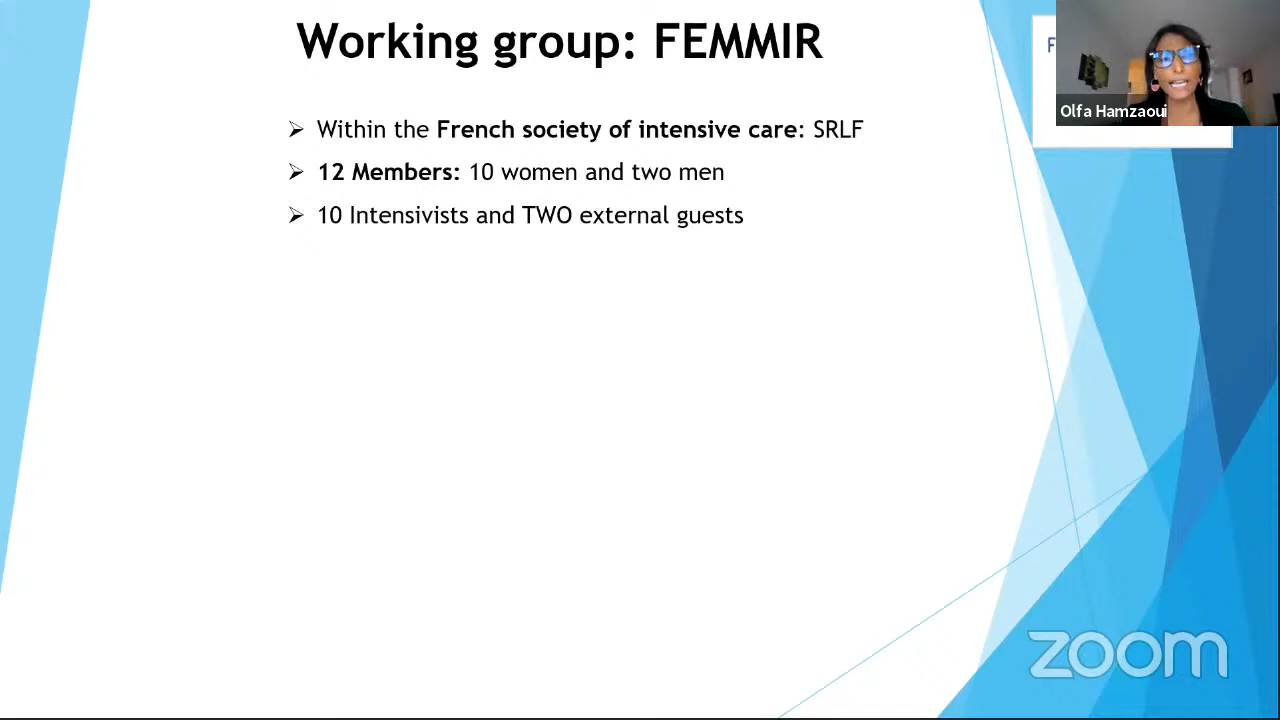 Working group: FEMMIR
F
Olfa Hamzaoui
➢ Within the French society of intensive care: SRLF
➢ 12 Members: 10 women and two men
➢ 10 Intensivists and TWO external guests
zoom